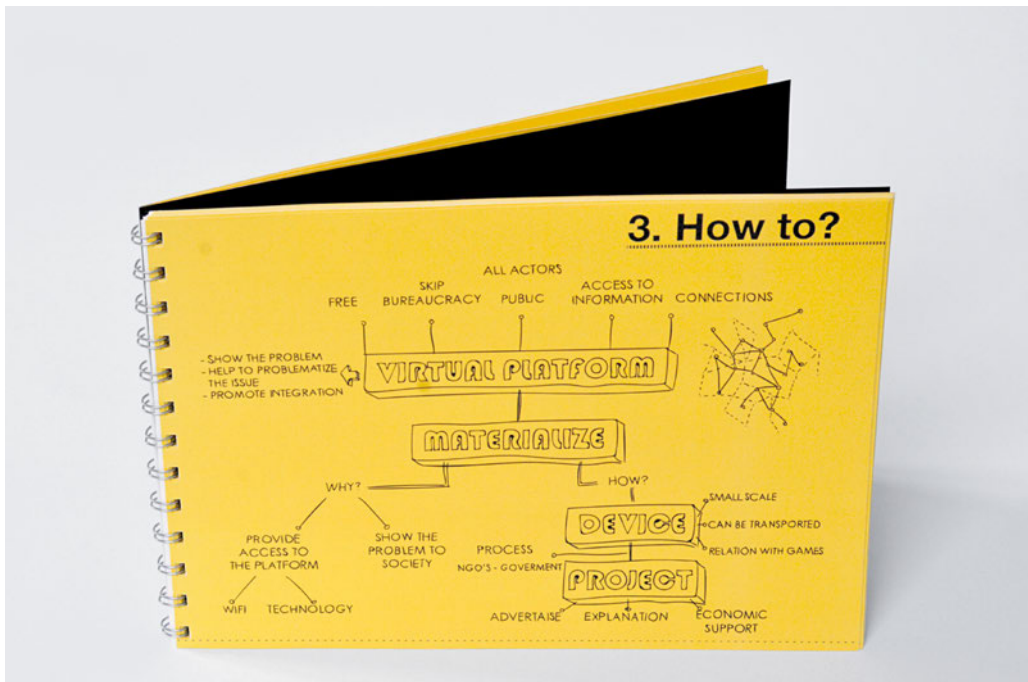 3. How to?
ALL ACTORS
SKIP
ACCESS TO
FREE
BUREAUCRACY
PUBLIC
INFORMATION
CONNECTIONS
- SHOW THE PROBLEM
- HELP TO PROBLEMATIZE
THE ISSUE
- PROMOTE INTEGRATION
VIRTUAL PLATFORM
MATERIALIZE
WHY?
HOW?
PROVIDE
ACCESS TO
THE PLATFORM
SHOW THE
PROBLEM TO
SOCIETY
WIFI
TECHNOLOGY
DEVICE
SMALL SCALE
CAN BE TRANSPORTED
RELATION WITH GAMES
PROCESS
NGO'S - GOVERMENT
PROJECT
ADVERTAISE
EXPLANATION
ECONOMIC
SUPPORT